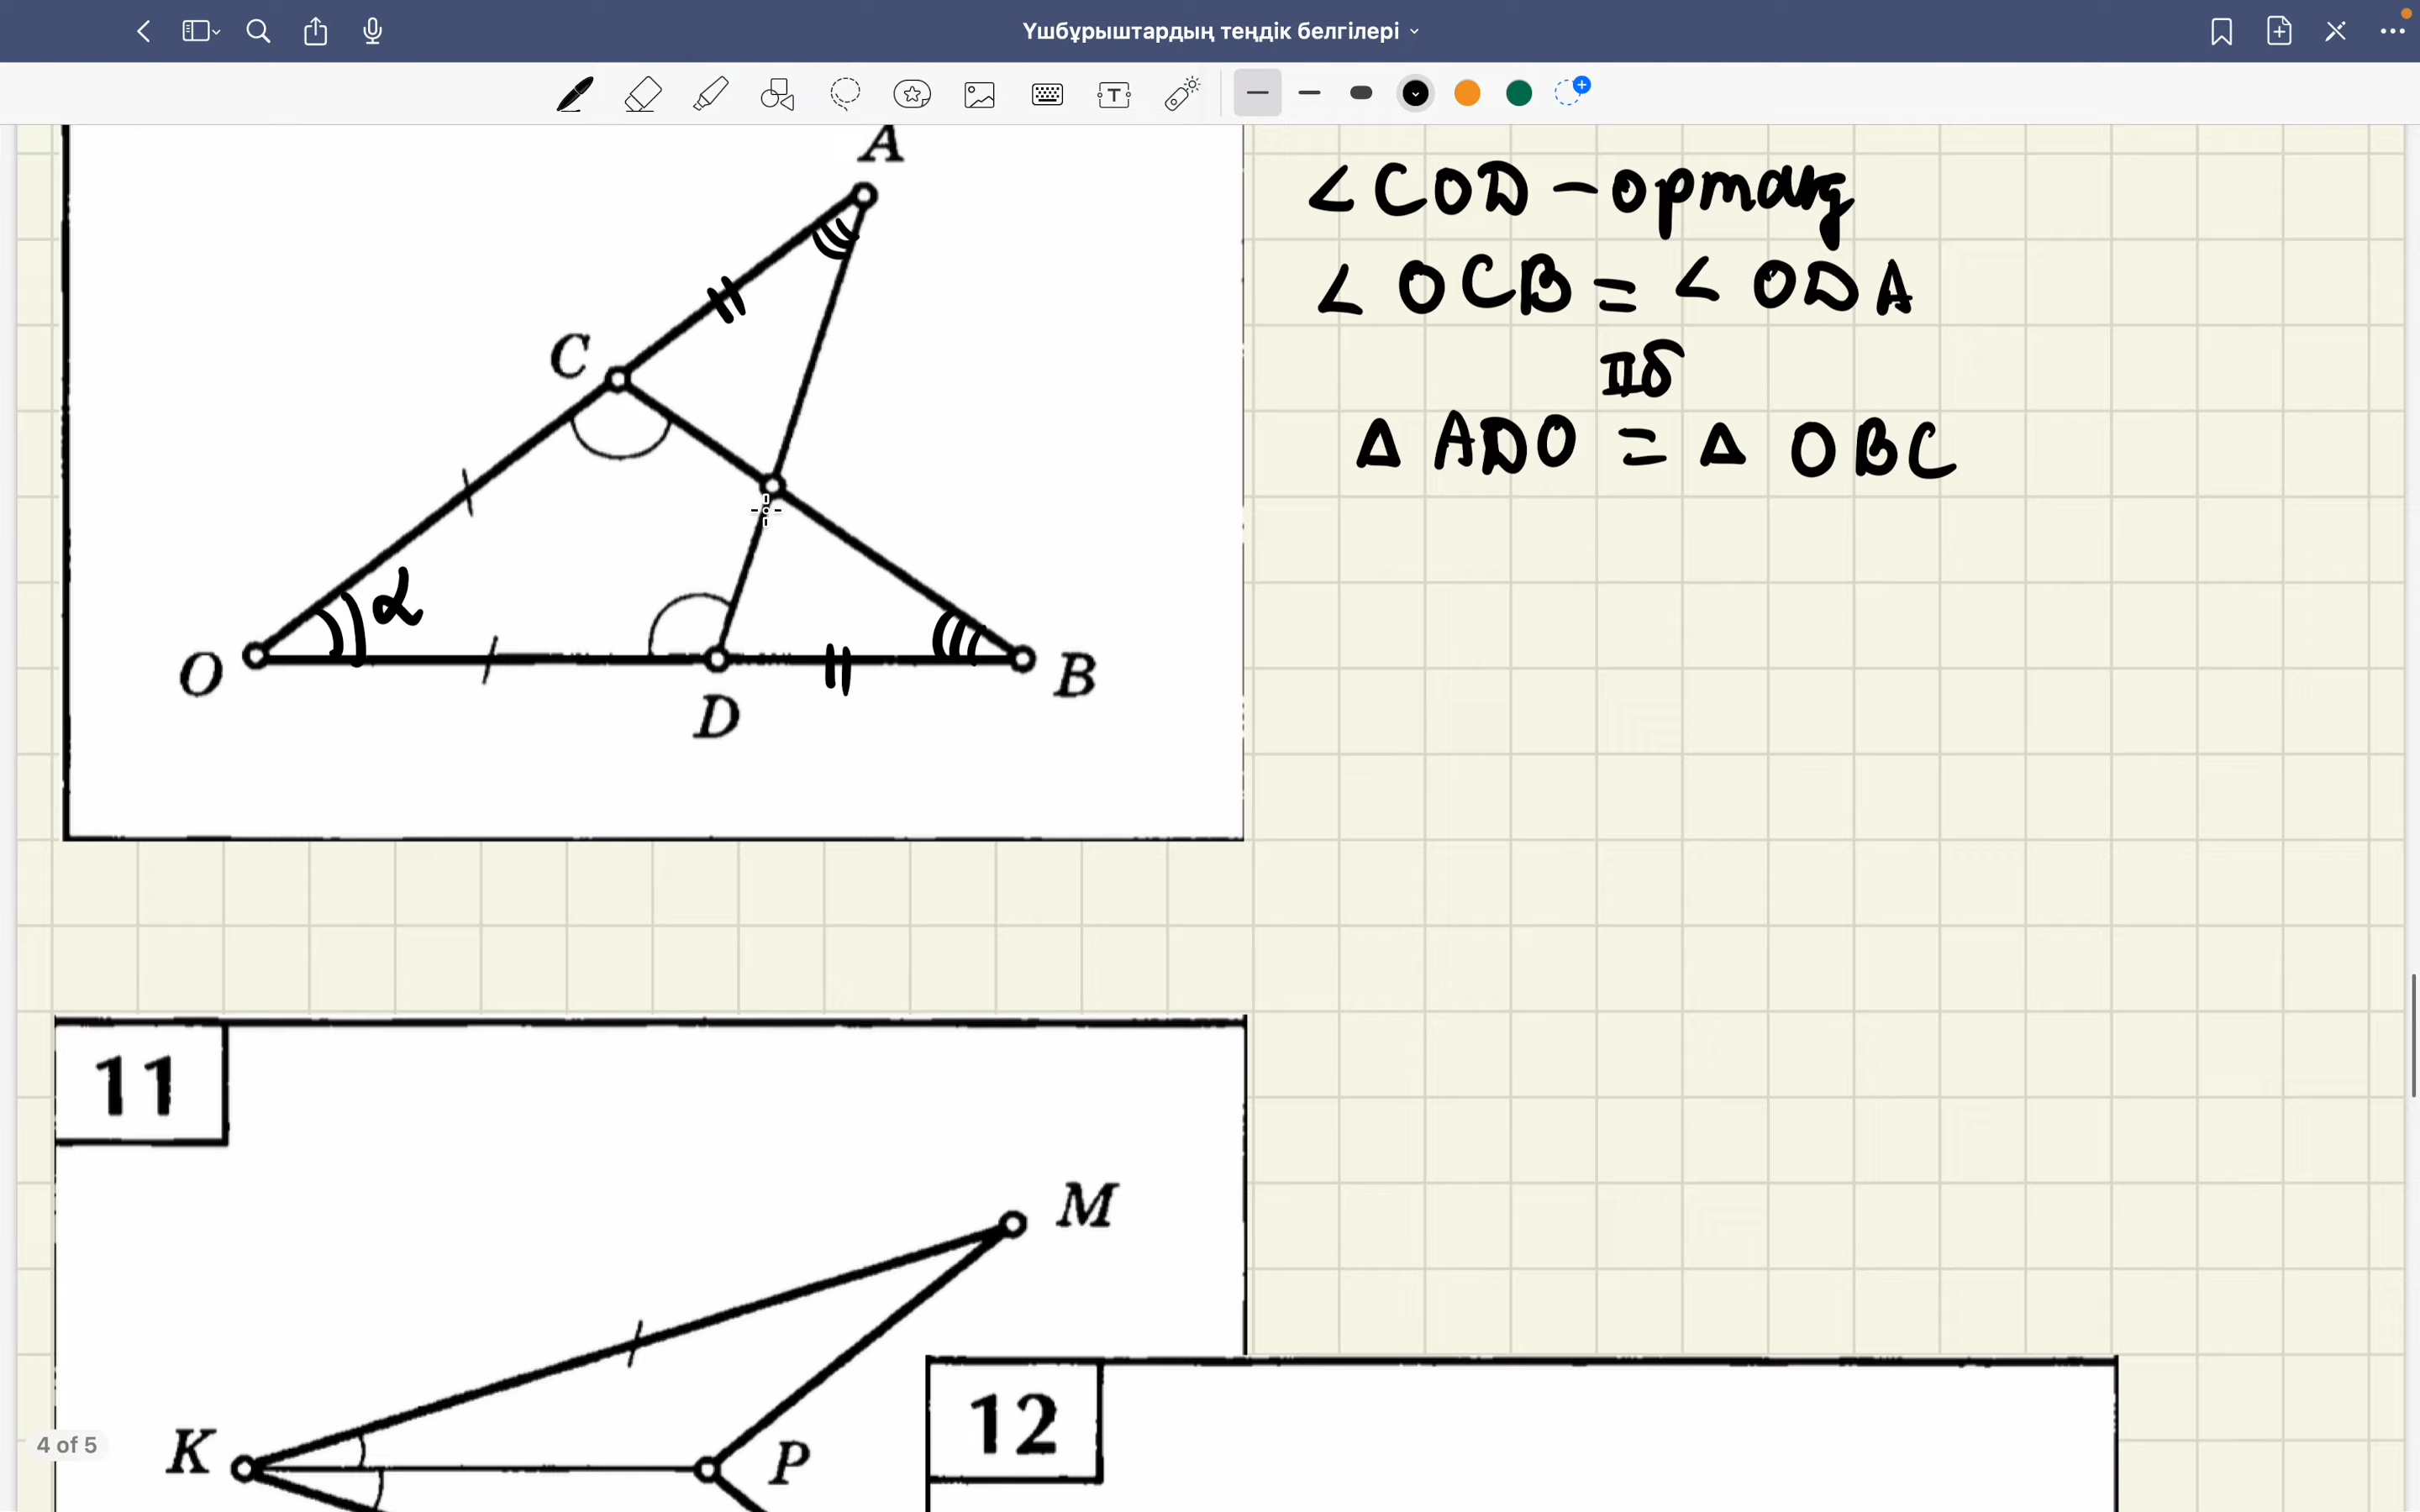 Үшбұрыштардың теңдік белгілері
A
C
α
O
D
B
∠COD – ортақ
∠OCB = ∠ODA
IIб
Δ ADO = Δ OBC
11
M
K
P
12
4 of 5